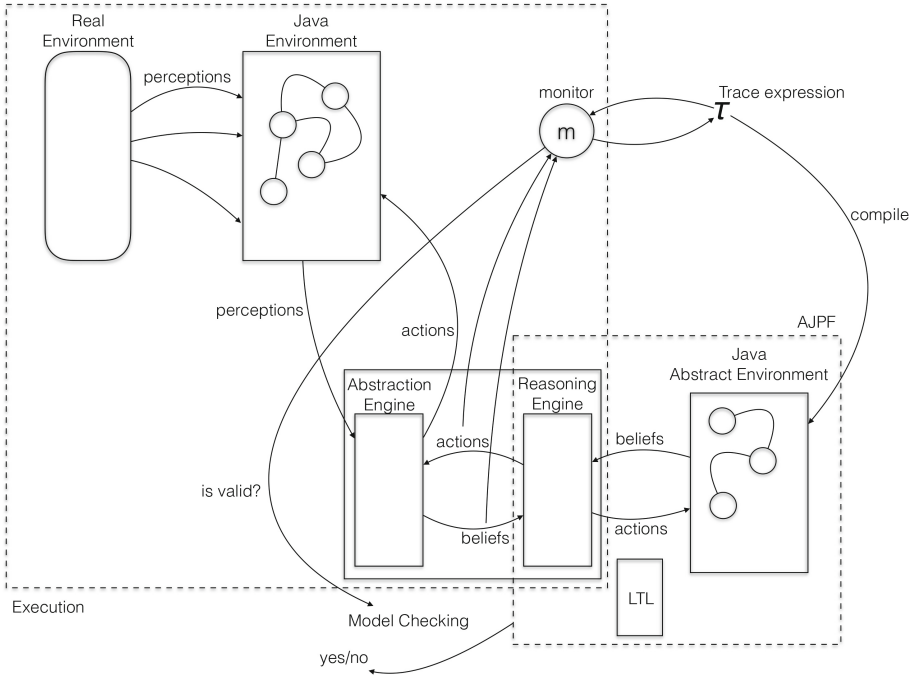 Real
Environment
Java
Environment
perceptions
monitor
m
Trace expression
τ
compile
perceptions
actions
AJPF
Java
Abstract Environment
Abstraction
Engine
Reasoning
Engine
actions
beliefs
is valid?
beliefs
actions
LTL
Execution
Model Checking
yes/no